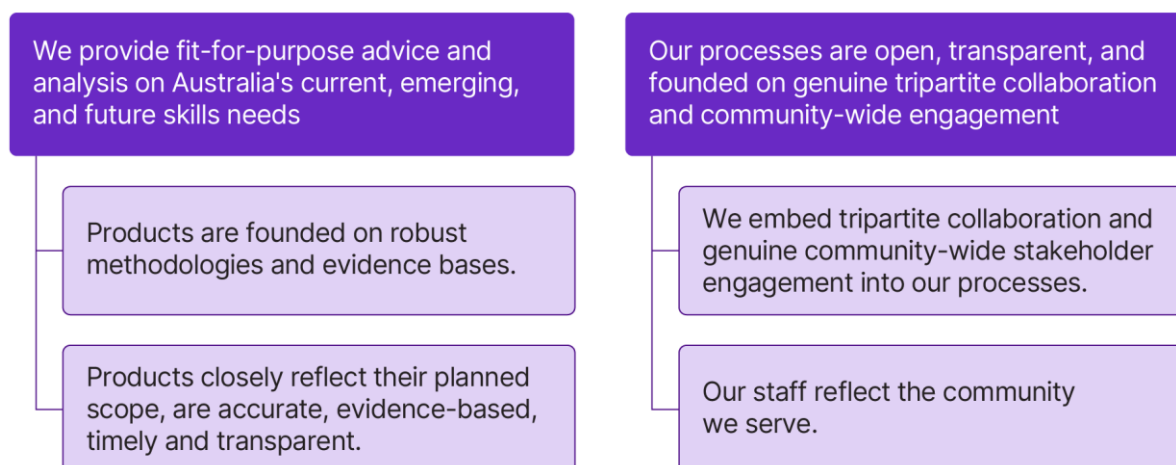 We provide fit-for-purpose advice and
analysis on Australia's current, emerging,
and future skills needs
Products are founded on robust
methodologies and evidence bases.
Products closely reflect their planned
scope, are accurate, evidence-based,
timely and transparent.
Our processes are open, transparent, and
founded on genuine tripartite collaboration
and community-wide engagement
We embed tripartite collaboration and
genuine community-wide stakeholder
engagement into our processes.
Our staff reflect the community
we serve.